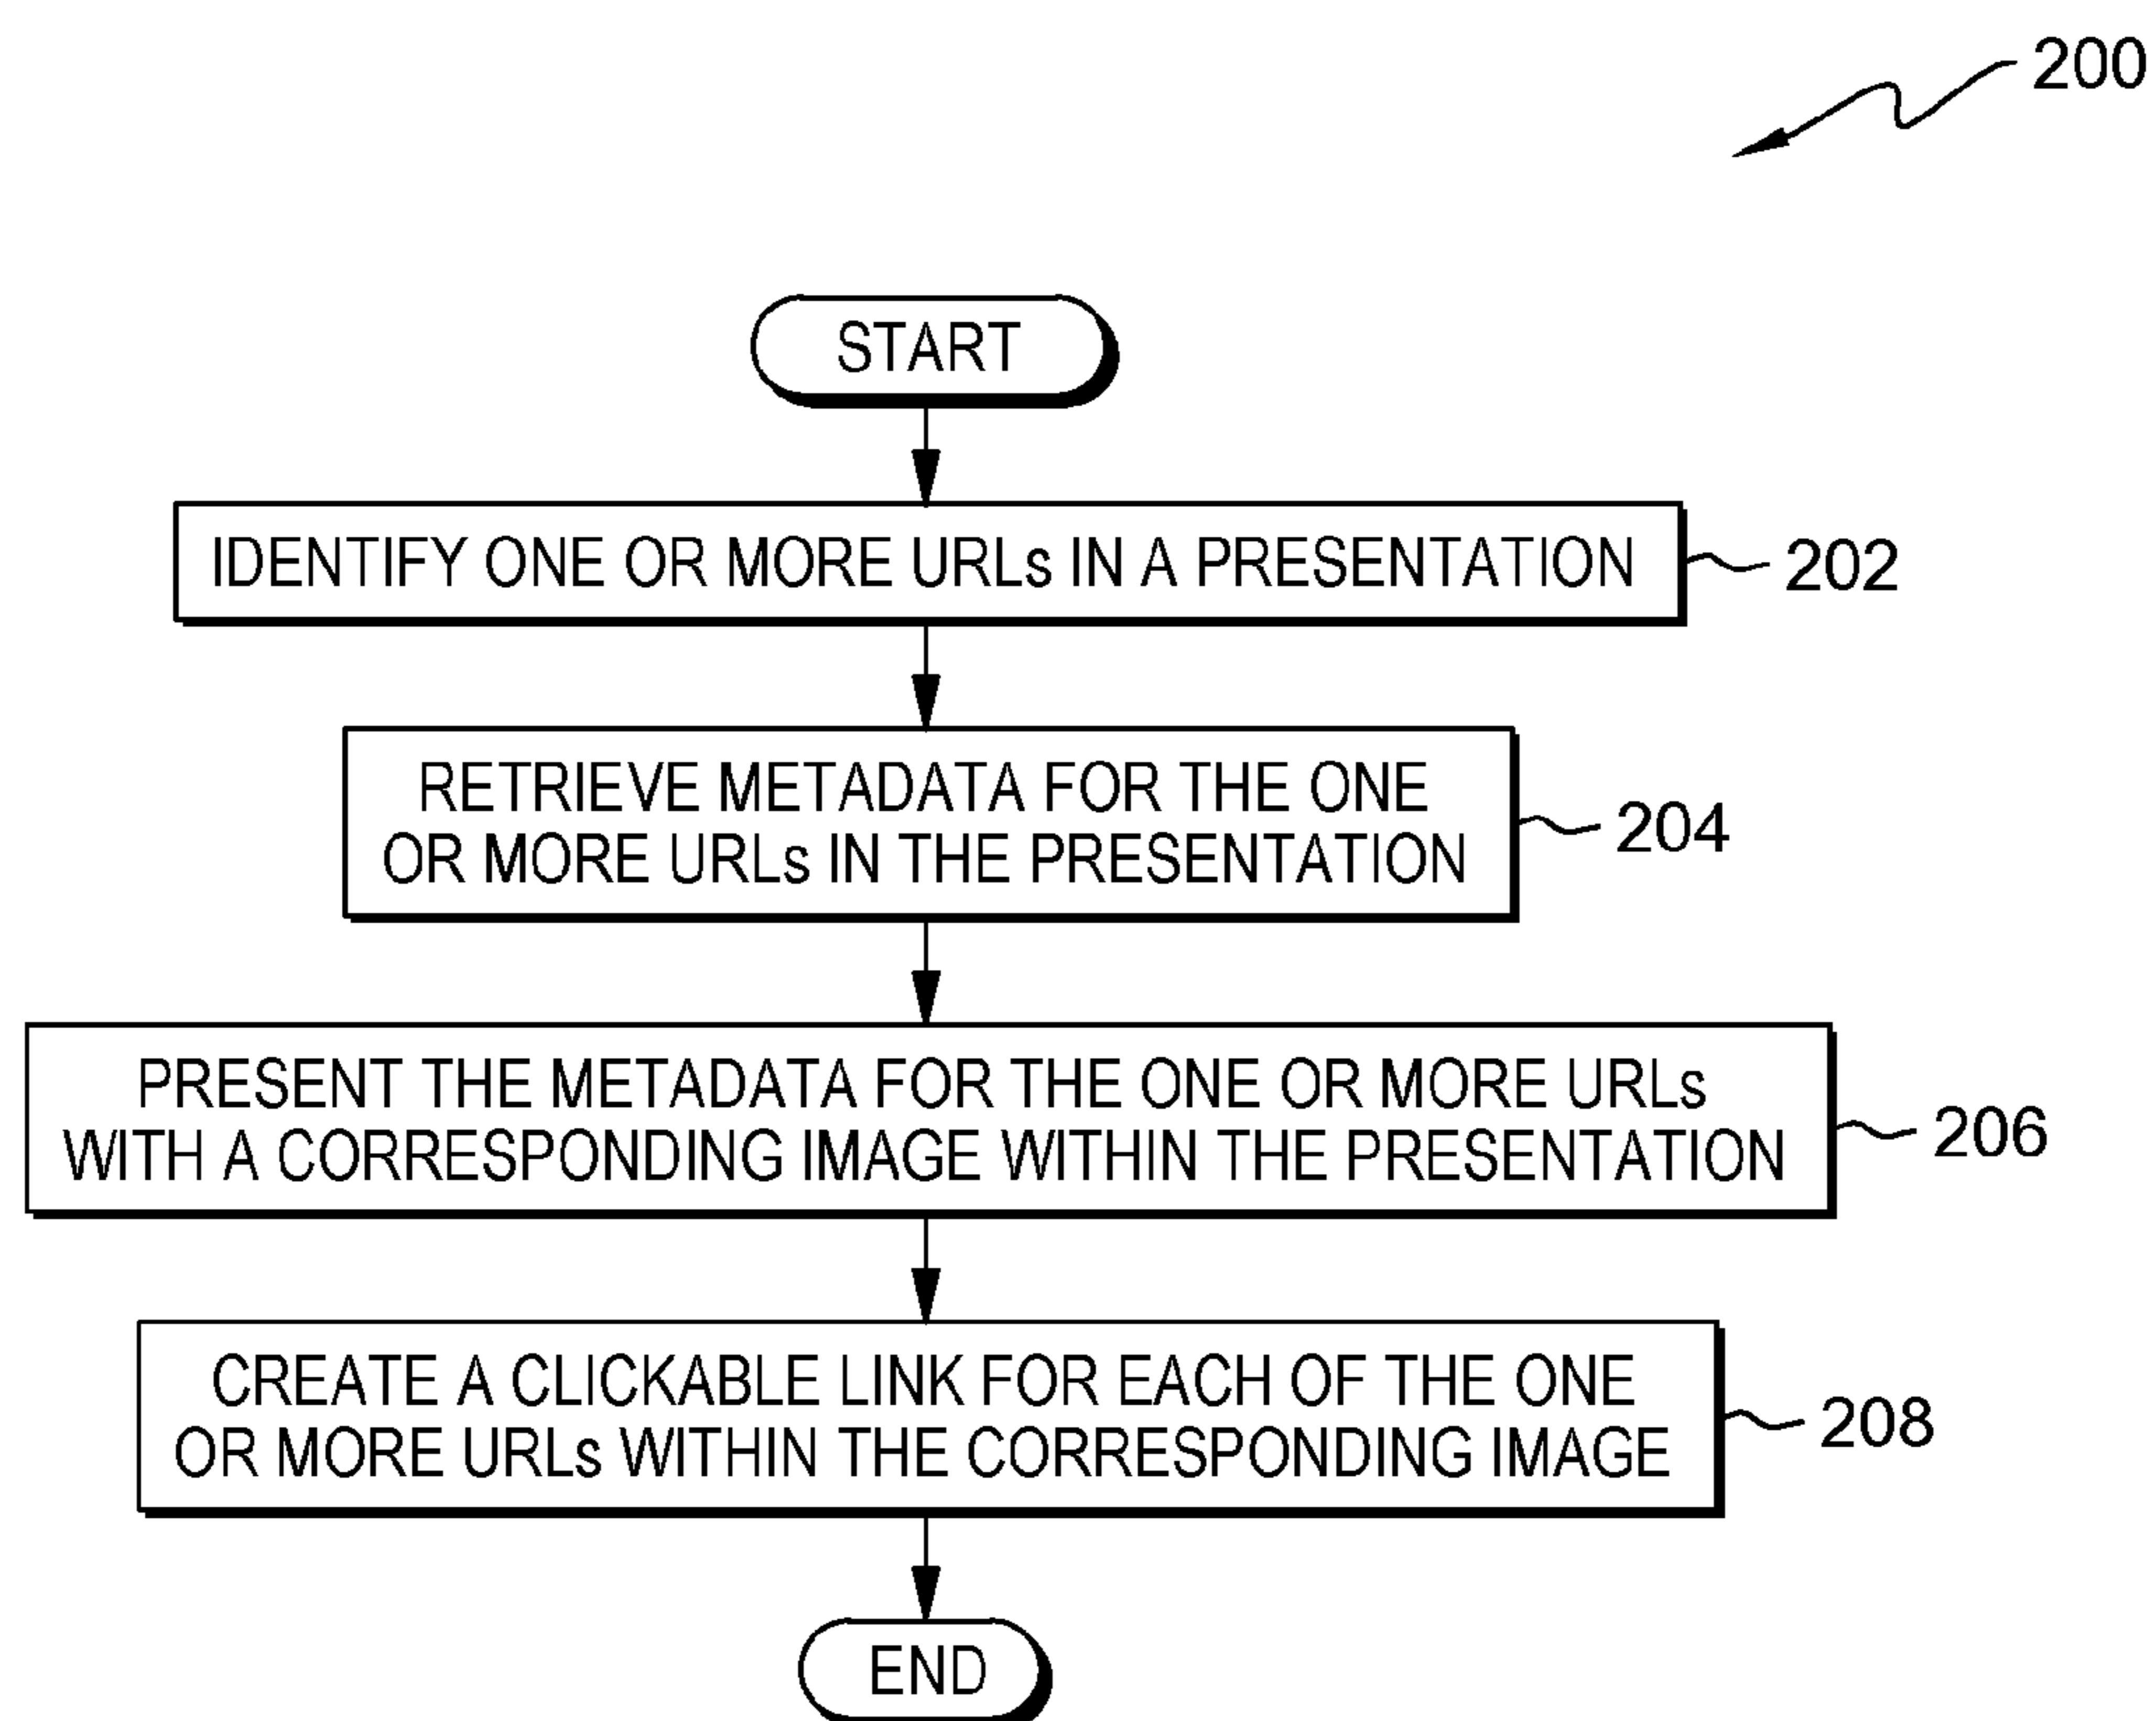 200
START
IDENTIFY ONE OR MORE URLs IN A PRESENTATION
202
RETRIEVE METADATA FOR THE ONE
OR MORE URLs IN THE PRESENTATION
204
PRESENT THE METADATA FOR THE ONE OR MORE URLs
WITH A CORRESPONDING IMAGE WITHIN THE PRESENTATION
206
CREATE A CLICKABLE LINK FOR EACH OF THE ONE
OR MORE URLs WITHIN THE CORRESPONDING IMAGE
208
END